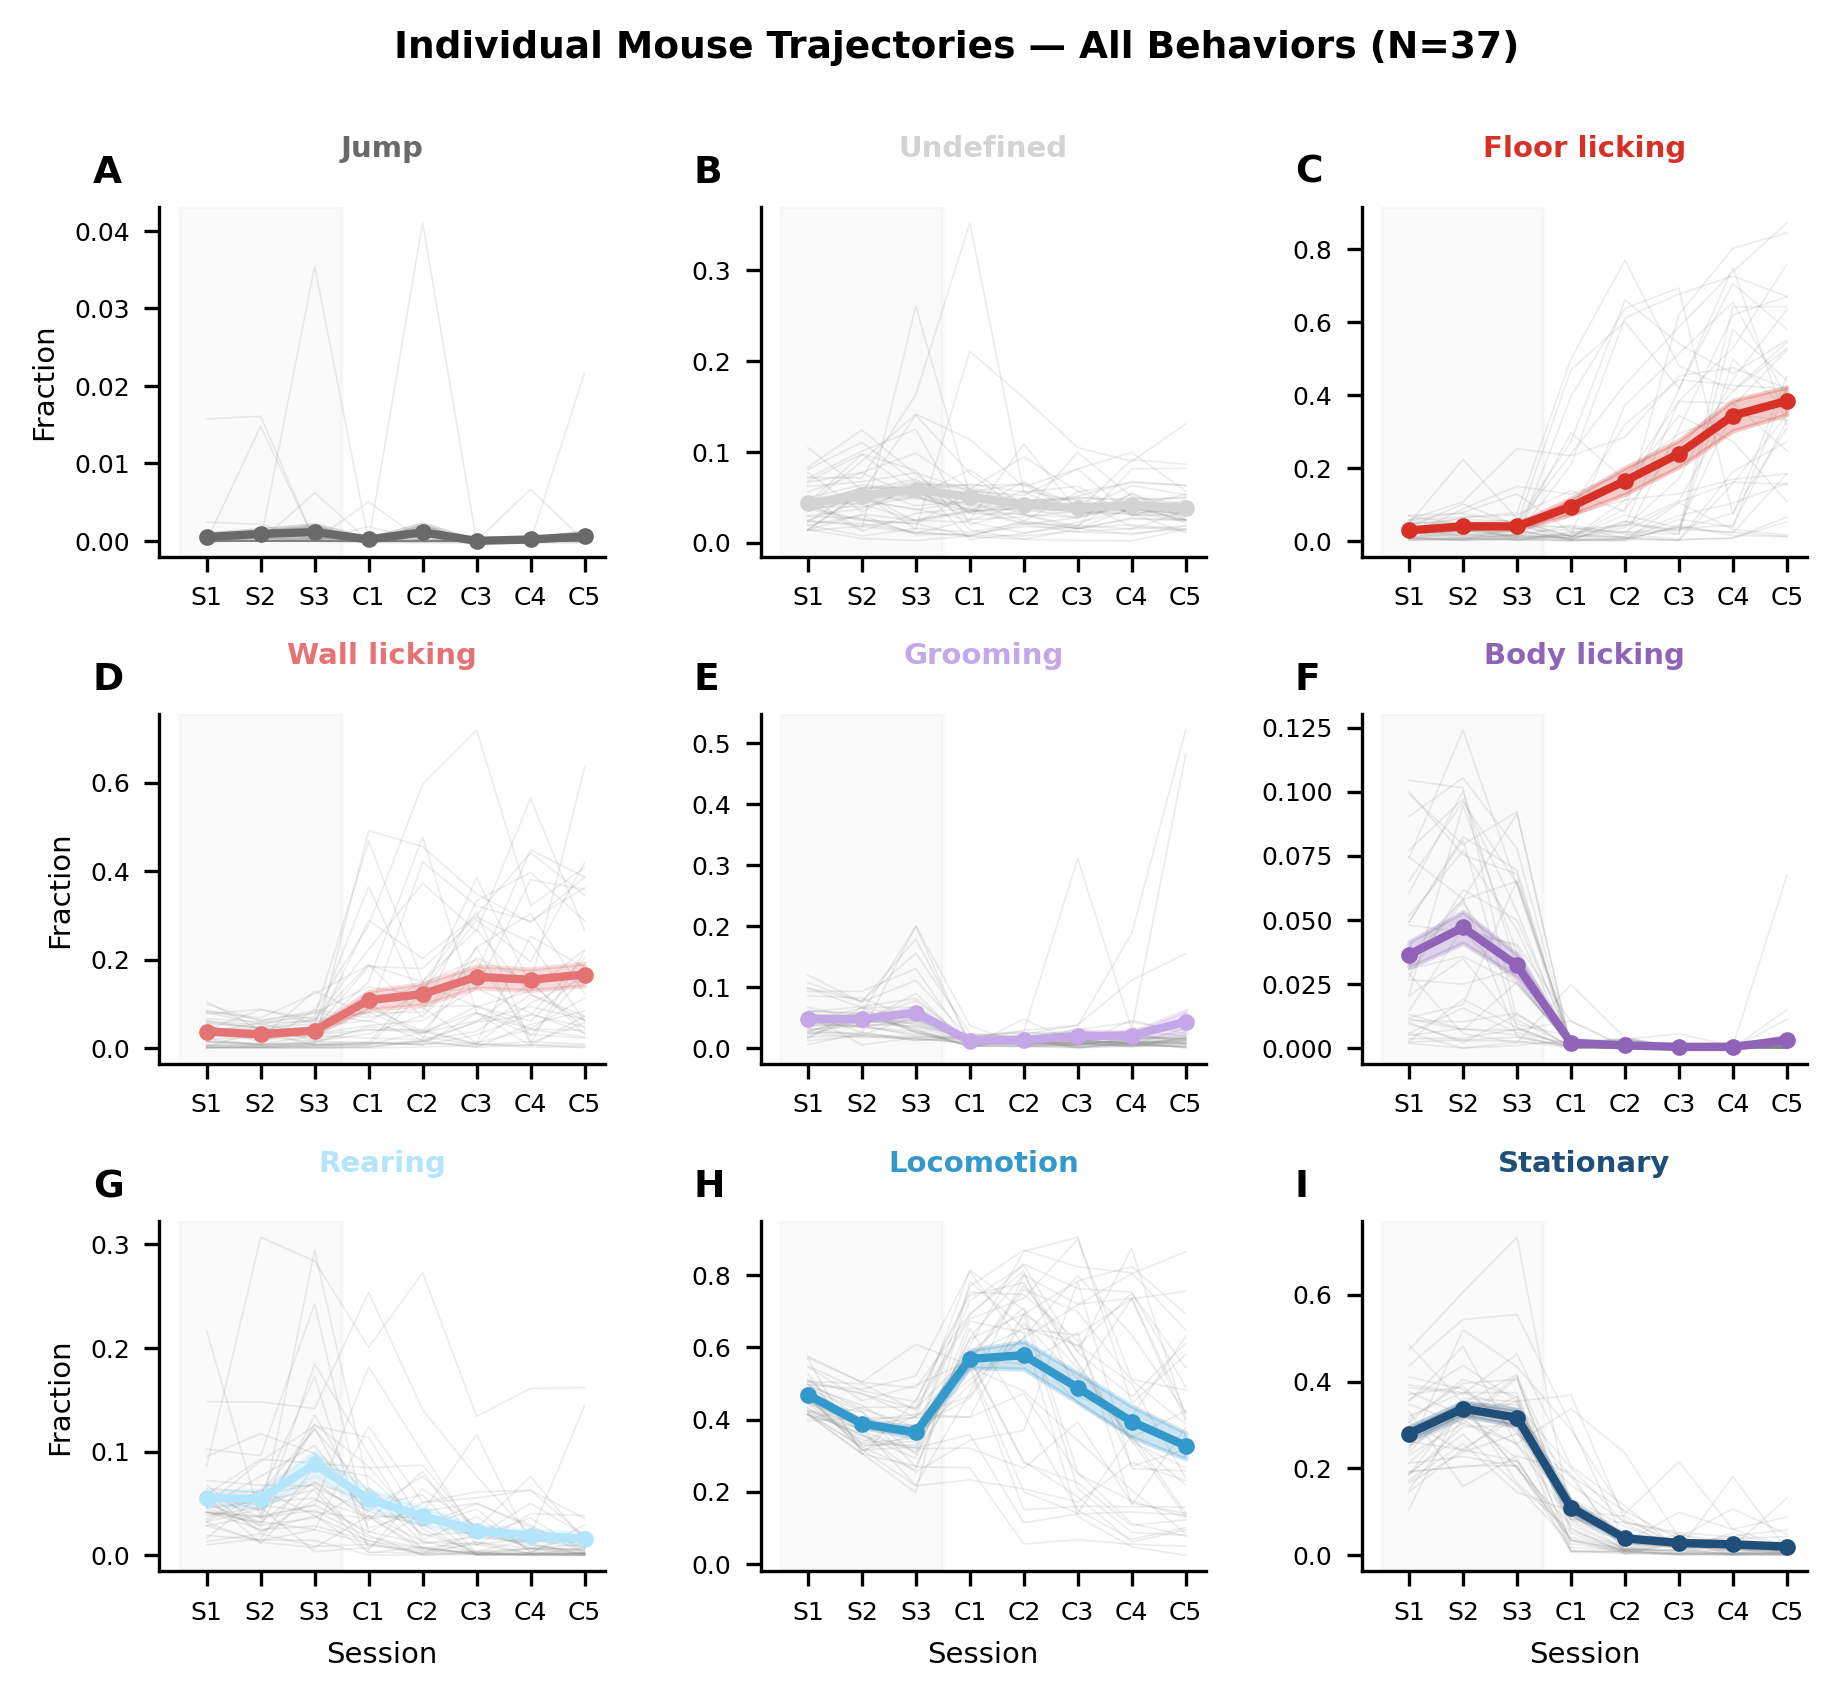 Individual Mouse Trajectories — All Behaviors (N=37)
A
Jump
Fraction
0.04
0.03
0.02
0.01
0.00
S1 S2 S3 C1 C2 C3 C4 C5
B
Undefined
0.3
0.2
0.1
0.0
S1 S2 S3 C1 C2 C3 C4 C5
C
Floor licking
0.8
0.6
0.4
0.2
0.0
S1 S2 S3 C1 C2 C3 C4 C5
D
Wall licking
Fraction
0.6
0.4
0.2
0.0
S1 S2 S3 C1 C2 C3 C4 C5
E
Grooming
0.5
0.4
0.3
0.2
0.1
0.0
S1 S2 S3 C1 C2 C3 C4 C5
F
Body licking
0.125
0.100
0.075
0.050
0.025
0.000
S1 S2 S3 C1 C2 C3 C4 C5
G
Rearing
Fraction
0.3
0.2
0.1
0.0
S1 S2 S3 C1 C2 C3 C4 C5
Session
H
Locomotion
0.8
0.6
0.4
0.2
0.0
S1 S2 S3 C1 C2 C3 C4 C5
Session
I
Stationary
0.6
0.4
0.2
0.0
S1 S2 S3 C1 C2 C3 C4 C5
Session